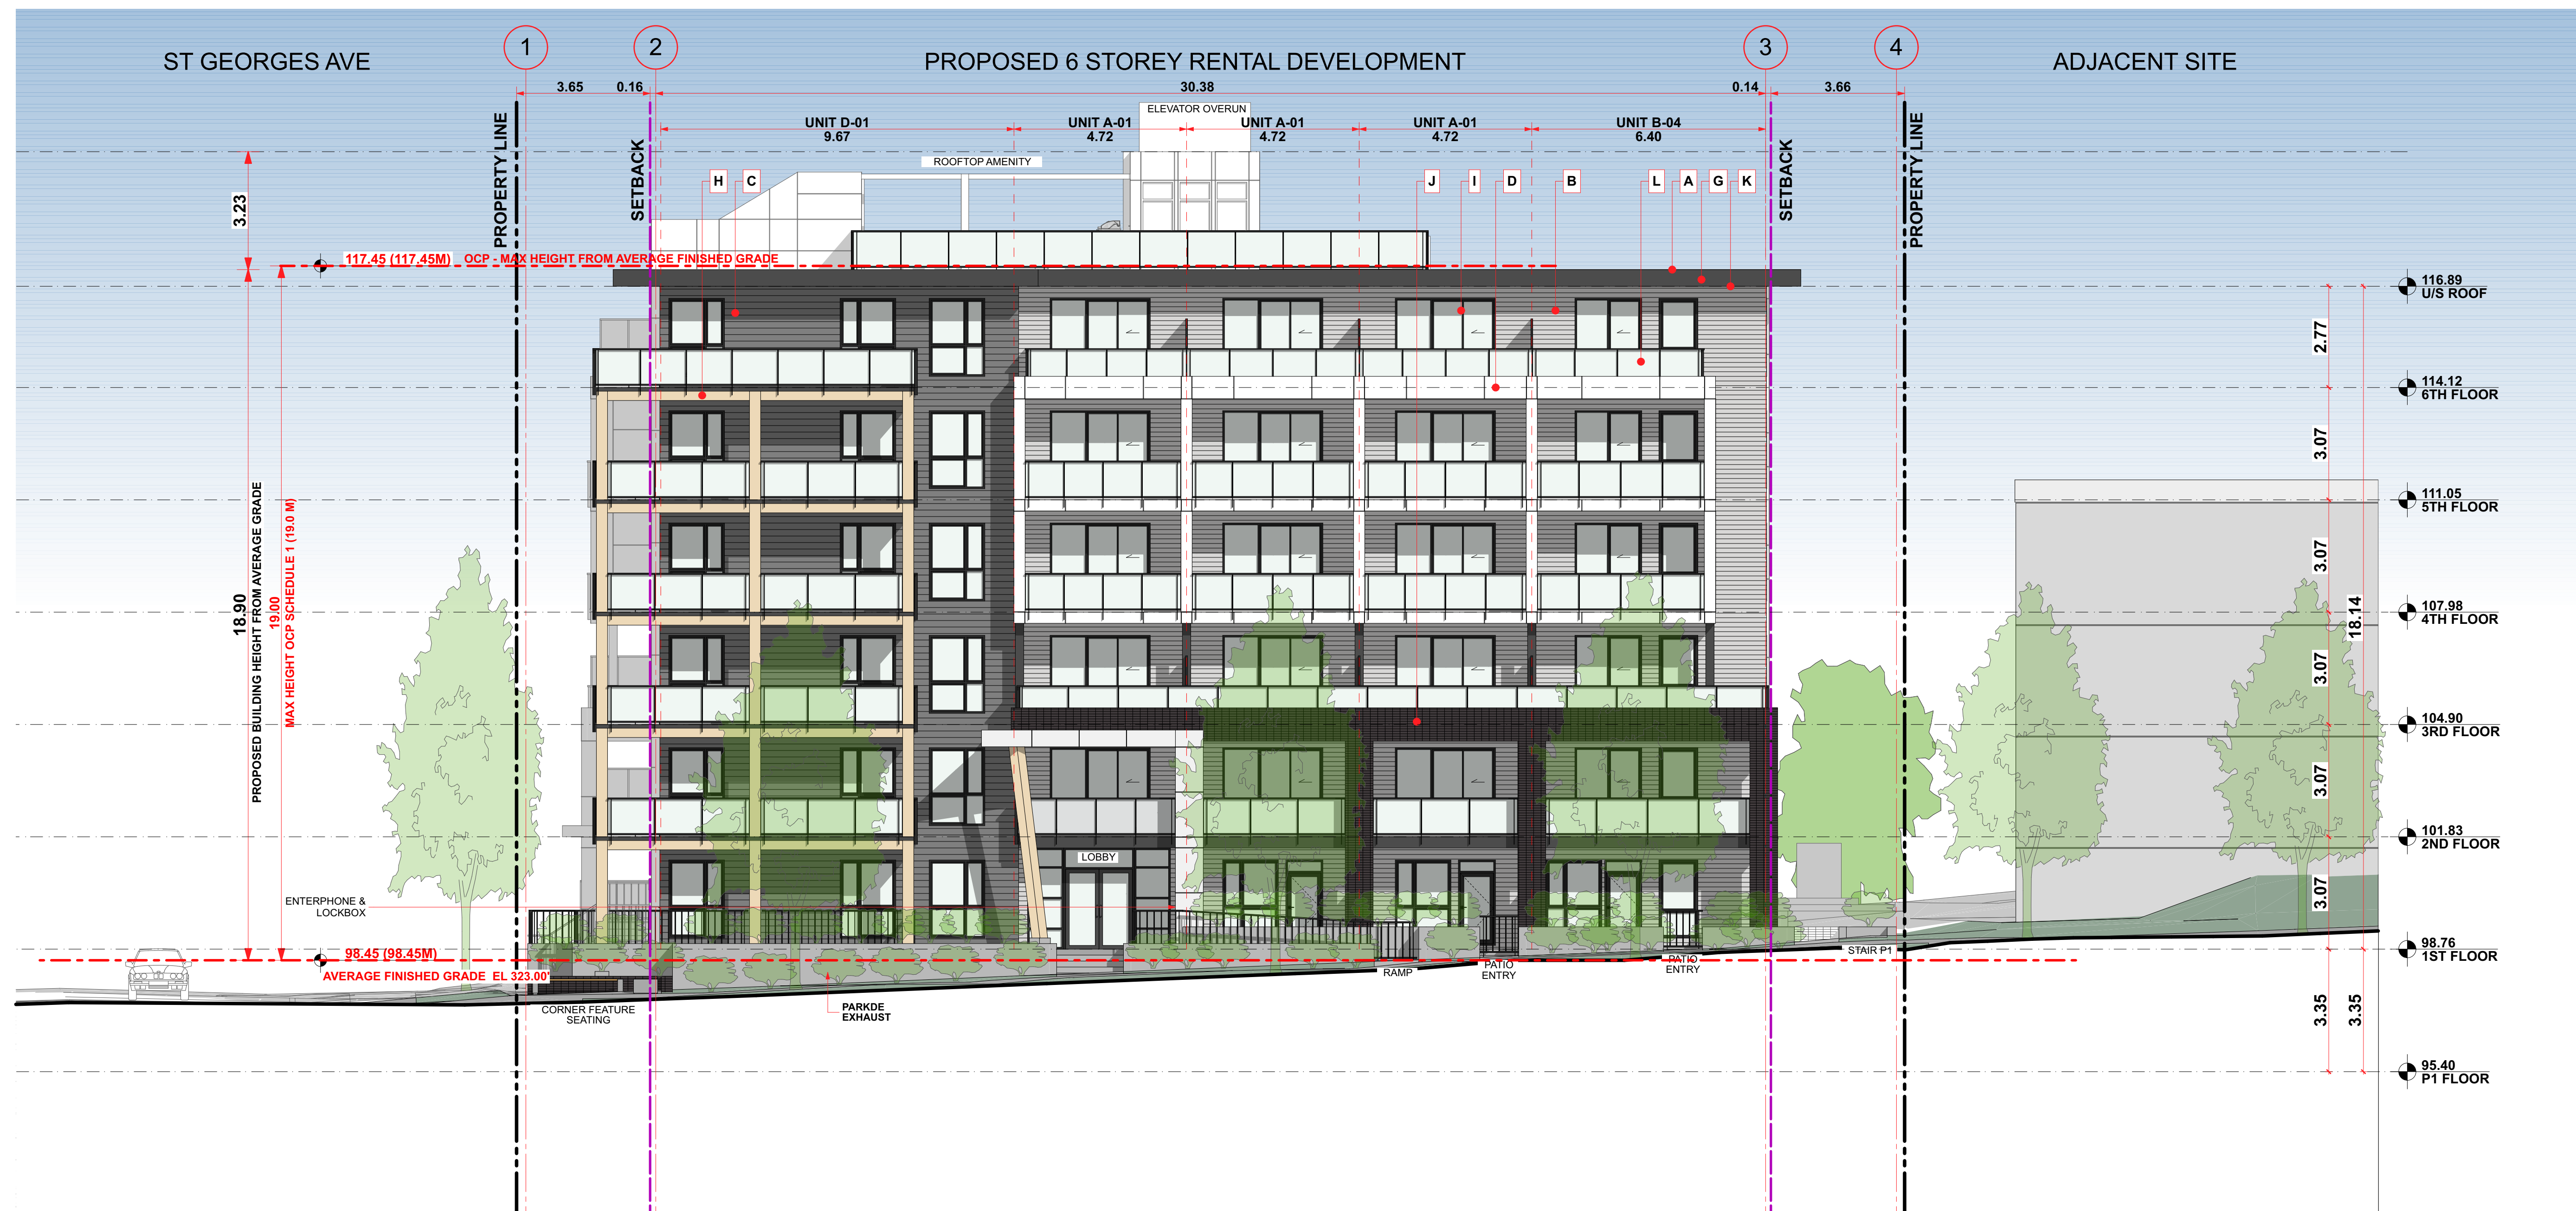 1
2
3
4
ST GEORGES AVE
PROPOSED 6 STOREY RENTAL DEVELOPMENT
ADJACENT SITE
3.65
0.16
30.38
0.14
3.66
ELEVATOR OVERUN
UNIT D-01
9.67
UNIT A-01
4.72
UNIT A-01
4.72
UNIT A-01
4.72
UNIT B-04
6.40
PROPERTY LINE
SETBACK
SETBACK
PROPERTY LINE
ROOFTOP AMENITY
H
C
J
I
D
B
L
A
G
K
3.23
117.45 (117.45M)
OCP - MAX HEIGHT FROM AVERAGE FINISHED GRADE
116.89
U/S ROOF
2.77
114.12
6TH FLOOR
3.07
111.05
5TH FLOOR
3.07
107.98
4TH FLOOR
18.14
3.07
104.90
3RD FLOOR
3.07
101.83
2ND FLOOR
3.07
98.76
1ST FLOOR
3.35
3.35
95.40
P1 FLOOR
18.90
PROPOSED BUILDING HEIGHT FROM AVERAGE GRADE
19.00
MAX HEIGHT OCP SCHEDULE 1 (19.0 M)
LOBBY
ENTERPHONE &
LOCKBOX
98.45 (98.45M)
AVERAGE FINISHED GRADE  EL 323.00'
CORNER FEATURE
SEATING
PARKDE
EXHAUST
RAMP
PATIO
ENTRY
PATIO
ENTRY
STAIR P1